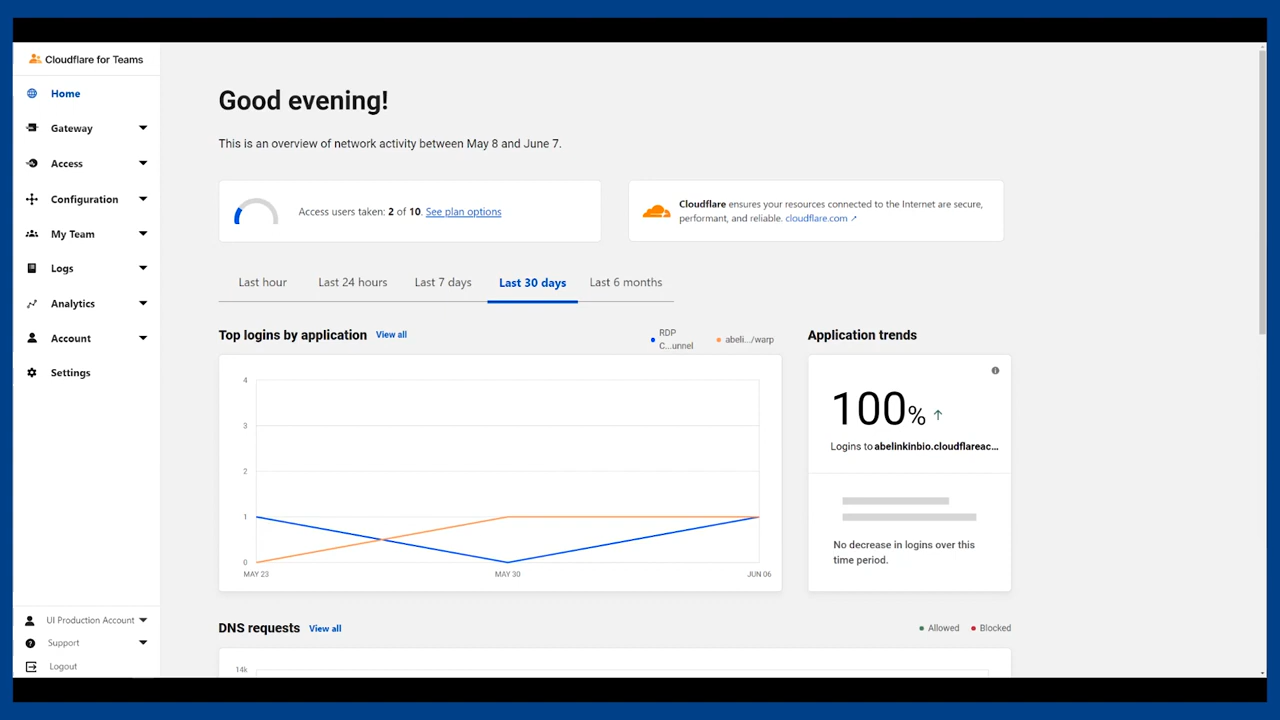 Cloudflare for Teams
Home
Gateway
Access
Configuration
My Team
Logs
Analytics
Account
Settings
UI Production Account
Support
Logout
Good evening!
This is an overview of network activity between May 8 and June 7.
Access users taken: 2 of 10. See plan options
Cloudflare ensures your resources connected to the Internet are secure,
performant, and reliable. cloudflare.com ↗
Last hour
Last 24 hours
Last 7 days
Last 30 days
Last 6 months
Top logins by application View all
RDP
C...unnel
abeli.../warp
4
3
2
1
0
MAY 23
MAY 30
JUN 06
Application trends
100% ↑
Logins to abelinkinbio.cloudflareac...
No decrease in logins over this
time period.
DNS requests View all
Allowed
Blocked
14k